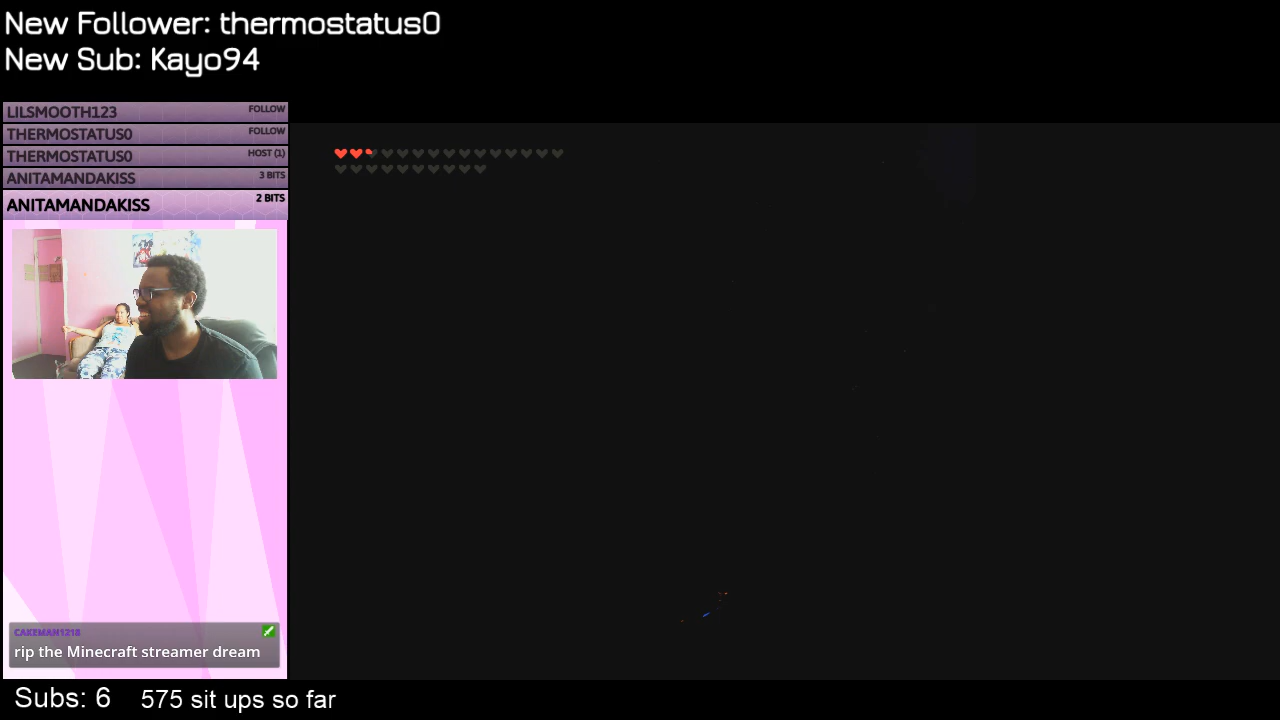 New Follower: thermostatus0
New Sub: Kayo94
LILSMOOTH123 FOLLOW
THERMOSTATUS0 FOLLOW
THERMOSTATUS0 HOST (1)
ANITAMANDAKISS 3 BITS
ANITAMANDAKISS 2 BITS
CAKEMAN1218
rip the Minecraft streamer dream
Subs: 6 575 sit ups so far